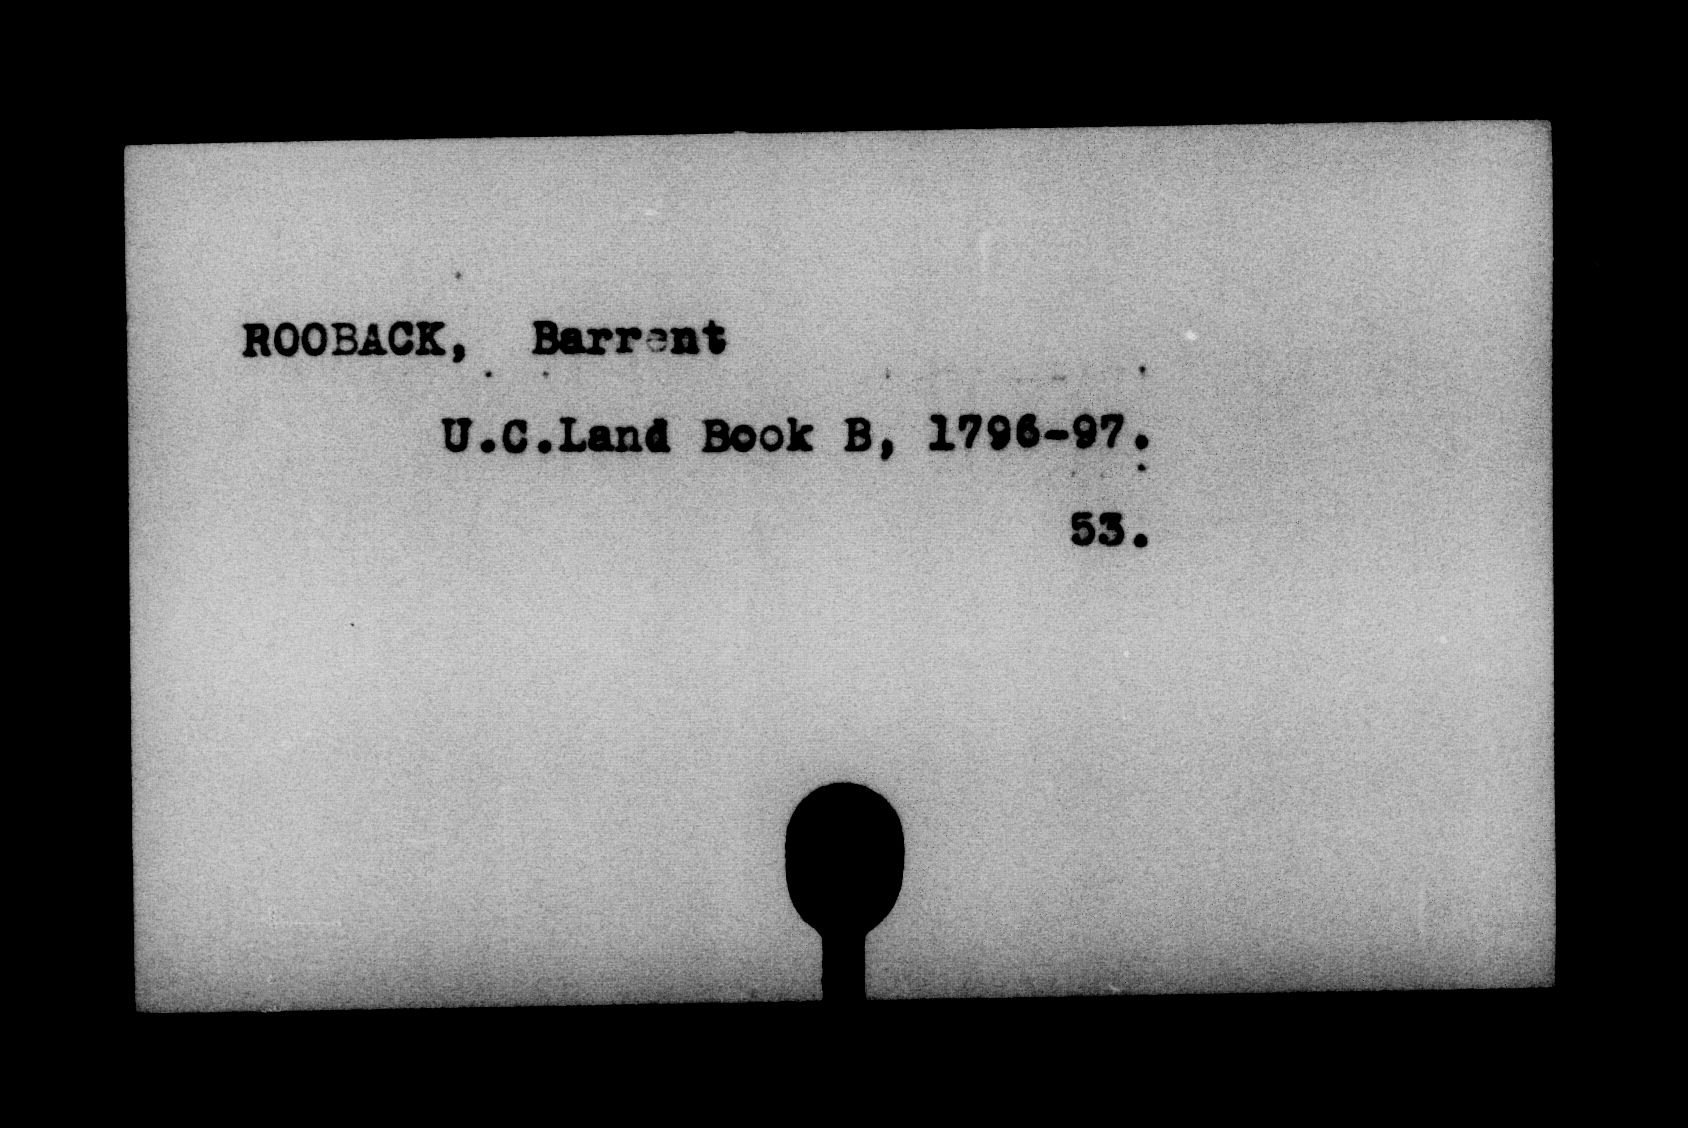 ROOBACK, Barrent
U.C.Land Book B, 1796-97.
53.